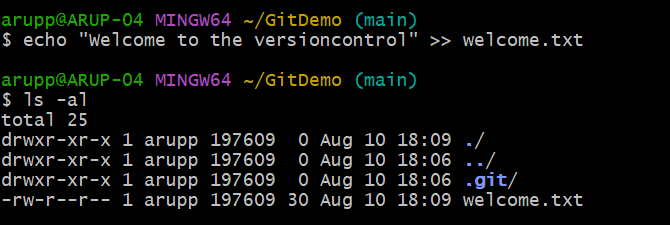 arupp@ARUP-04 MINGW64 ~/GitDemo (main)
$ echo "Welcome to the versioncontrol" >> welcome.txt
arupp@ARUP-04 MINGW64 ~/GitDemo (main)
$ ls -al
total 25
drwxr-xr-x 1 arupp 197609  0 Aug 10 18:09 ./
drwxr-xr-x 1 arupp 197609  0 Aug 10 18:06 ../
drwxr-xr-x 1 arupp 197609  0 Aug 10 18:06 .git/
-rw-r--r-- 1 arupp 197609 30 Aug 10 18:09 welcome.txt